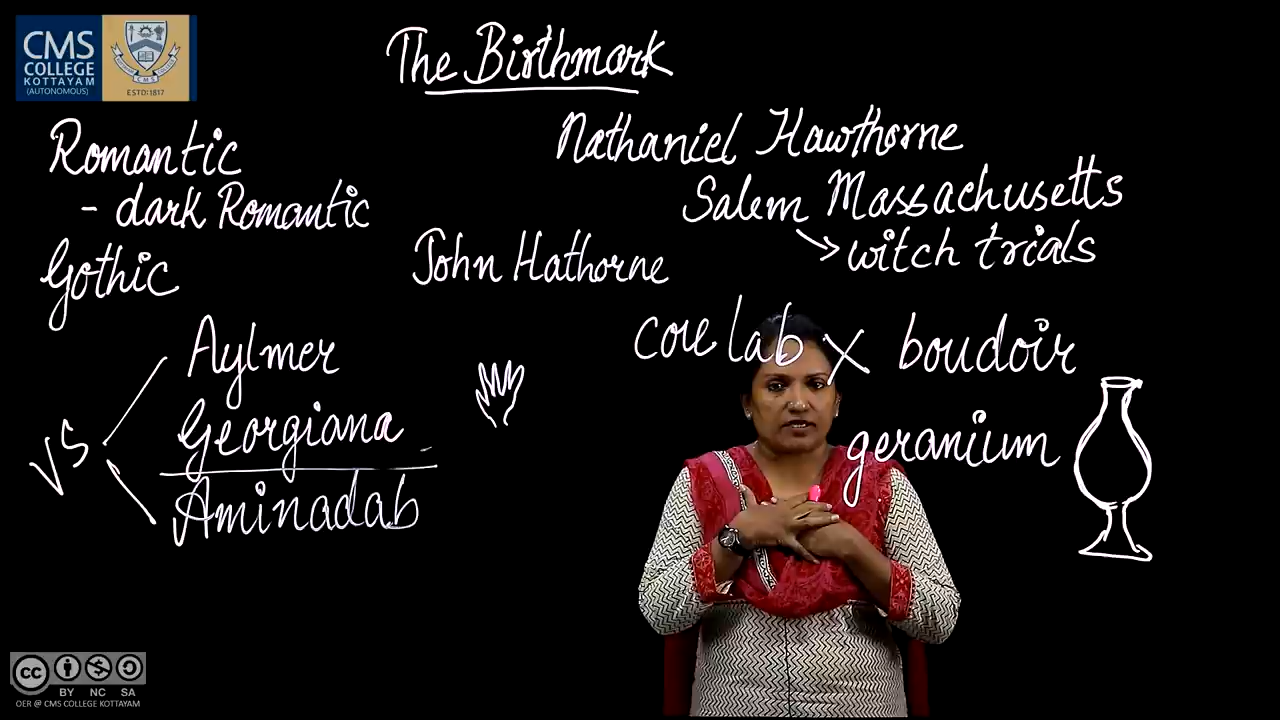 CMS
COLLEGE
KOTTAYAM
(AUTONOMOUS)
ESTD:1817
The Birthmark
Nathaniel Hawthorne
Salem Massachusetts
witch trials
Romantic
- dark Romantic
Gothic
John Hathorne
lab X boudoir
geranium
VS
Aylmer
Georgiana
Aminadab
cc
BY NC SA
OER @ CMS COLLEGE KOTTAYAM